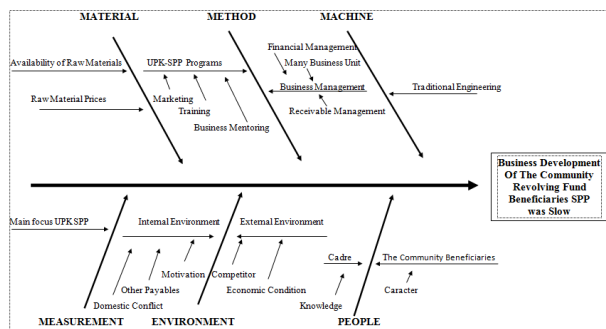 MATERIAL
METHOD
MACHINE
Financial Management
Many Business Unit
Availability of Raw Materials
UPK-SPP Programs
Business Management
Traditional Engineering
Marketing
Raw Material Prices
Training
Receivable Management
Business Mentoring
Business Development
Of The Community
Revolving Fund
Beneficiaries SPP
was Slow
Main focus UPK SPP
Internal Environment
External Environment
Cadre
The Community Beneficiaries
Motivation
Competitor
Other Payables
Economic Condition
Caracter
Domestic Conflict
Knowledge
MEASUREMENT
ENVIRONMENT
PEOPLE